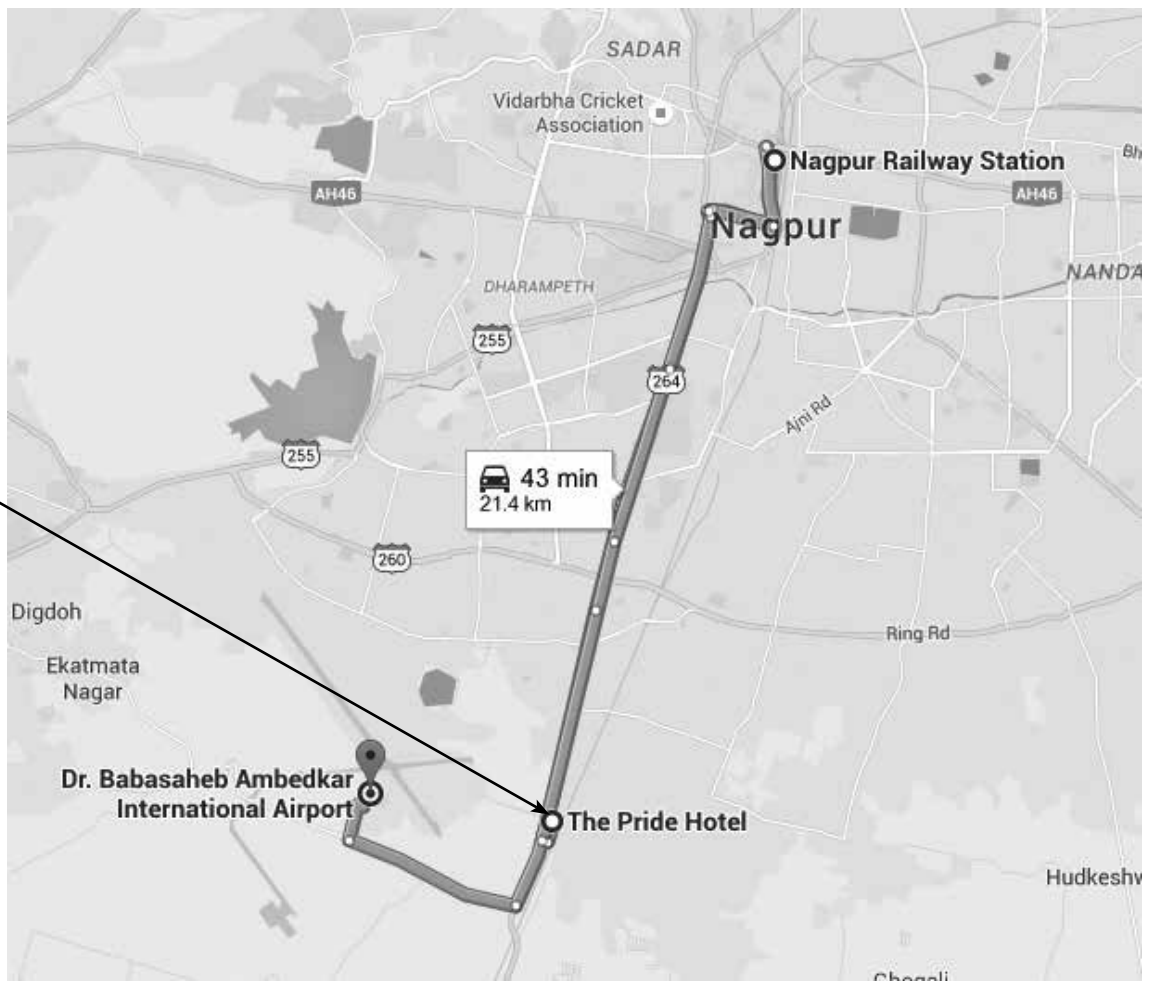 SADAR
Vidarbha Cricket
Association
Nagpur Railway Station
Bh
AH46
AH46
Nagpur
NANDA
DHARAMPETH
255
264
Ajni Rd
255
43 min
21.4 km
260
Digdoh
Ring Rd
Ekatmata
Nagar
Dr. Babasaheb Ambedkar
International Airport
The Pride Hotel
Hudkeshw